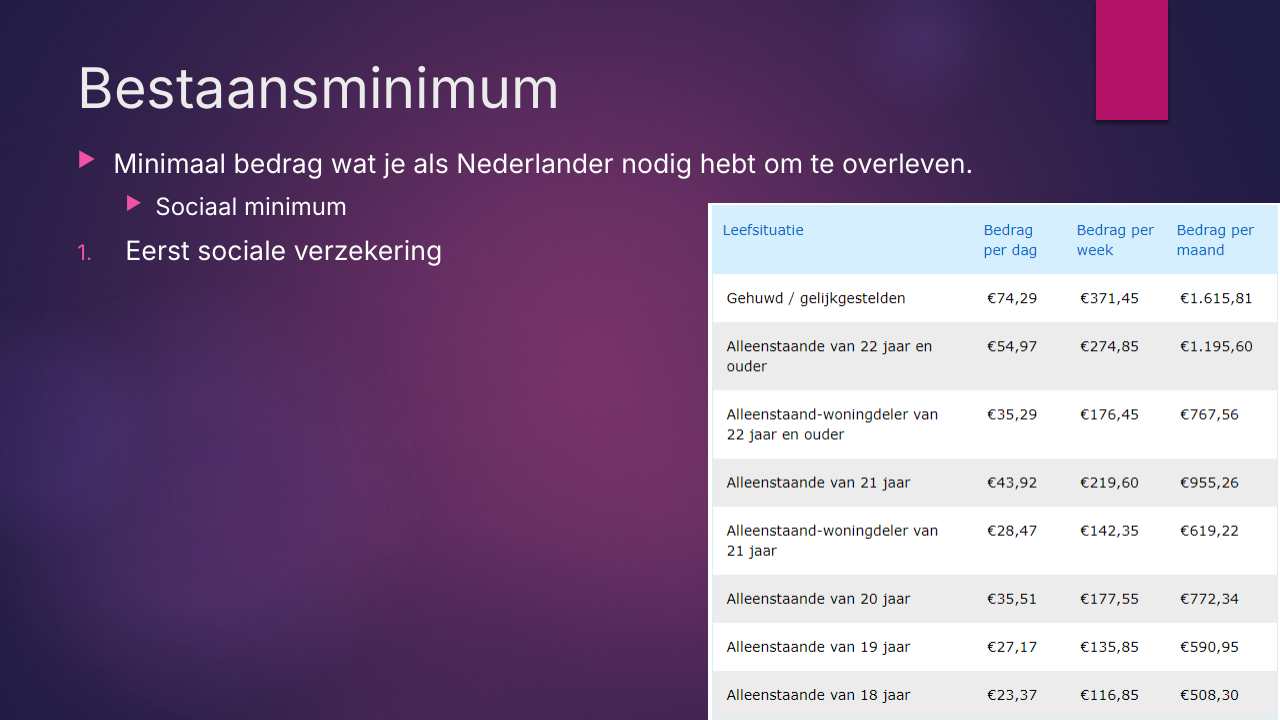 Bestaansminimum
Minimaal bedrag wat je als Nederlander nodig hebt om te overleven.
Sociaal minimum
1. Eerst sociale verzekering
Leefsituatie Bedrag per dag Bedrag per week Bedrag per maand
Gehuwd / gelijkgestelden €74,29 €371,45 €1.615,81
Alleenstaande van 22 jaar en ouder €54,97 €274,85 €1.195,60
Alleenstaand-woningdeler van 22 jaar en ouder €35,29 €176,45 €767,56
Alleenstaande van 21 jaar €43,92 €219,60 €955,26
Alleenstaand-woningdeler van 21 jaar €28,47 €142,35 €619,22
Alleenstaande van 20 jaar €35,51 €177,55 €772,34
Alleenstaande van 19 jaar €27,17 €135,85 €590,95
Alleenstaande van 18 jaar €23,37 €116,85 €508,30